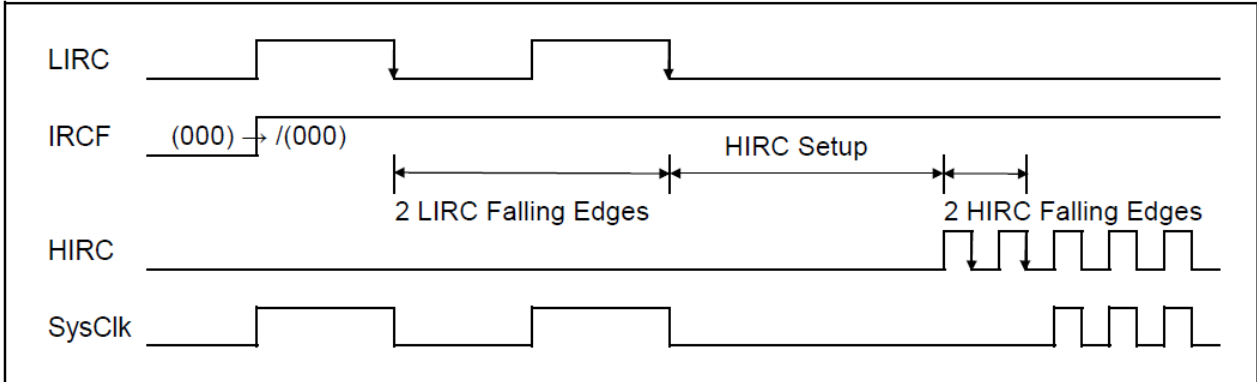 LIRC
IRCF (000) → /(000)
HIRC Setup
2 LIRC Falling Edges 2 HIRC Falling Edges
HIRC
SysClk